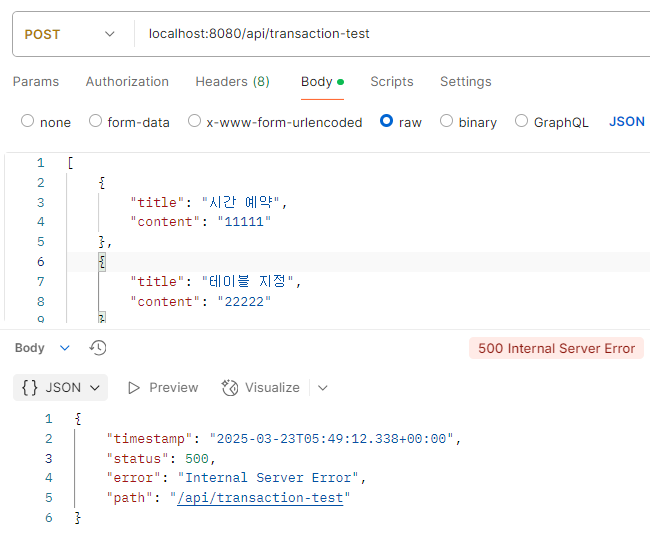 POST localhost:8080/api/transaction-test
Params Authorization Headers (8) Body Scripts Settings
none form-data x-www-form-urlencoded raw binary GraphQL JSON
1 [
2 {
3 "title": "시간 예약",
4 "content": "11111"
5 },
6 {
7 "title": "테이블 지정",
8 "content": "22222"
9 }
Body 500 Internal Server Error
{} JSON Preview Visualize
1 {
2 "timestamp": "2025-03-23T05:49:12.338+00:00",
3 "status": 500,
4 "error": "Internal Server Error",
5 "path": "/api/transaction-test"
6 }